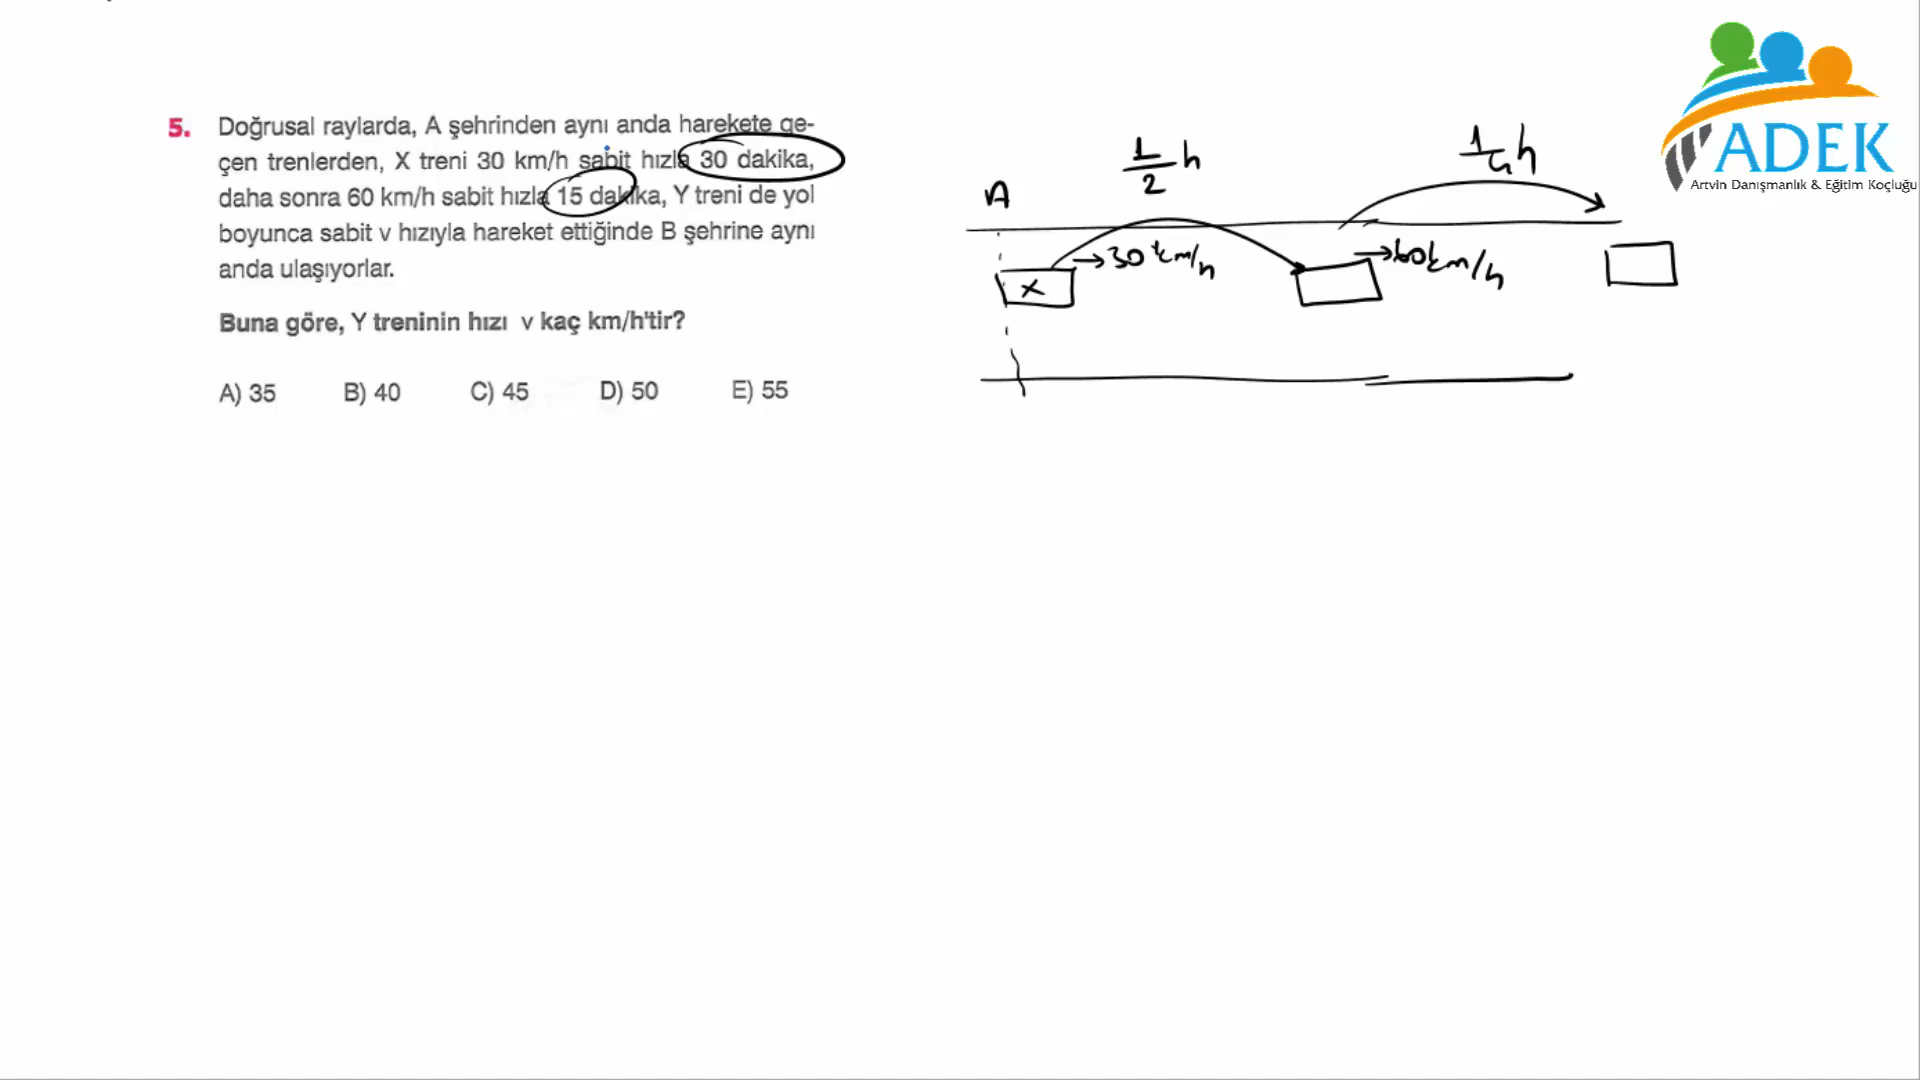 5. Doğrusal raylarda, A şehrinden aynı anda harekete ge-
çen trenlerden, X treni 30 km/h sabit hızla 30 dakika,
daha sonra 60 km/h sabit hızla 15 dakika, Y treni de yol
boyunca sabit v hızıyla hareket ettiğinde B şehrine aynı
anda ulaşıyorlar.
Buna göre, Y treninin hızı v kaç km/h'tir?
A) 35 B) 40 C) 45 D) 50 E) 55
A
1/2 h
1/4 h
30 km/h
60km/h
X
ADEK
Artvin Danışmanlık & Eğitim Koçluğu